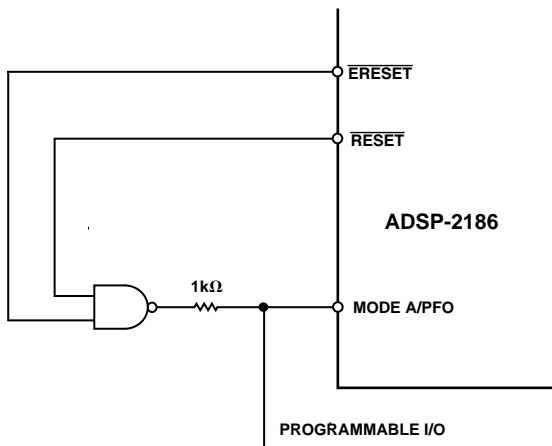 ERESET
RESET
ADSP-2186
1kΩ
MODE A/PFO
PROGRAMMABLE I/O